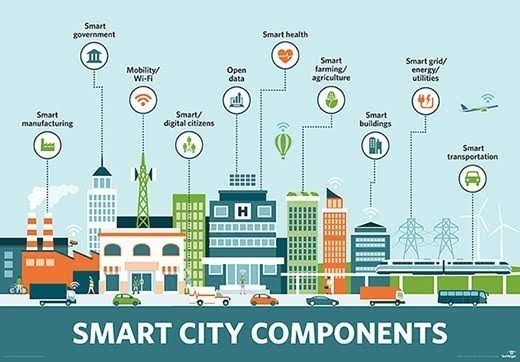 Smart
government
Smart health
Mobility/
Wi-Fi
Open
data
Smart
farming/
agriculture
Smart grid/
energy/
utilities
Smart
manufacturing
Smart/
digital citizens
Smart
buildings
Smart
transportation
H
SMART CITY COMPONENTS
TechTarget